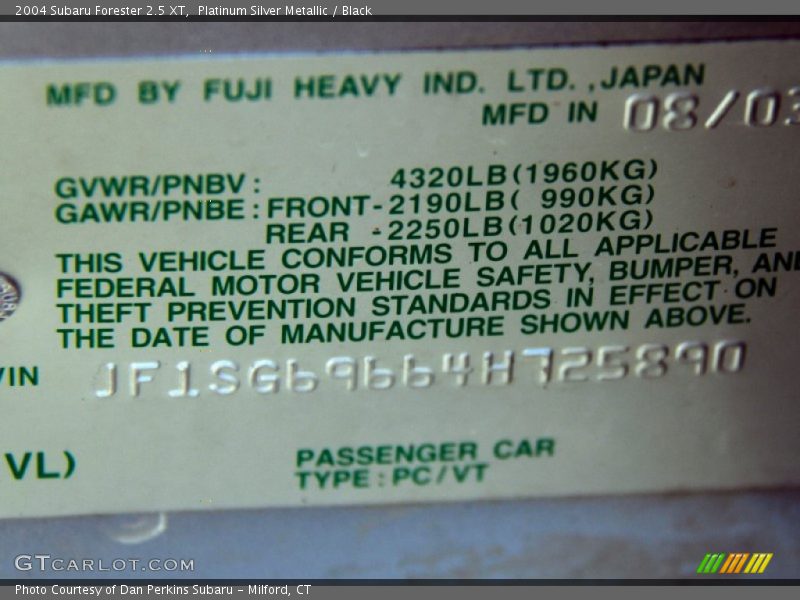 2004 Subaru Forester 2.5 XT, Platinum Silver Metallic / Black
MFD BY FUJI HEAVY IND. LTD., JAPAN
MFD IN 08/03
GVWR/PNBV: 4320LB(1960KG)
GAWR/PNBE: FRONT-2190LB( 990KG)
REAR -2250LB(1020KG)
THIS VEHICLE CONFORMS TO ALL APPLICABLE
FEDERAL MOTOR VEHICLE SAFETY, BUMPER, AND
THEFT PREVENTION STANDARDS IN EFFECT ON
THE DATE OF MANUFACTURE SHOWN ABOVE.
VIN JF1SG69664H725890
VL) PASSENGER CAR
TYPE: PC/VT
GTCARLOT.COM
Photo Courtesy of Dan Perkins Subaru - Milford, CT